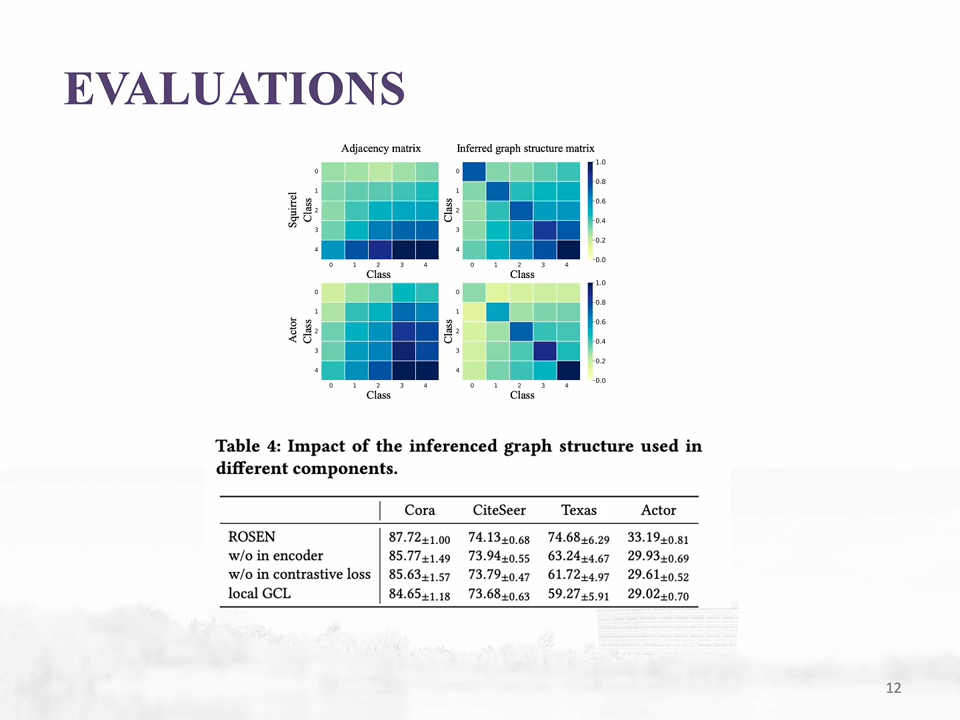 EVALUATIONS
Adjacency matrix
Inferred graph structure matrix
Squirrel
Class
0
1
2
3
4
0 1 2 3 4
Class
Class
0
1
2
3
4
0 1 2 3 4
Class
1.0
0.8
0.6
0.4
0.2
0.0
Actor
Class
0
1
2
3
4
0 1 2 3 4
Class
Class
0
1
2
3
4
0 1 2 3 4
Class
1.0
0.8
0.6
0.4
0.2
0.0
Table 4: Impact of the inferenced graph structure used in
different components.
Cora CiteSeer Texas Actor
ROSEN 87.72±1.00 74.13±0.68 74.68±6.29 33.19±0.81
w/o in encoder 85.77±1.49 73.94±0.55 63.24±4.67 29.93±0.69
w/o in contrastive loss 85.63±1.57 73.79±0.47 61.72±4.97 29.61±0.52
local GCL 84.65±1.18 73.68±0.63 59.27±5.91 29.02±0.70
12